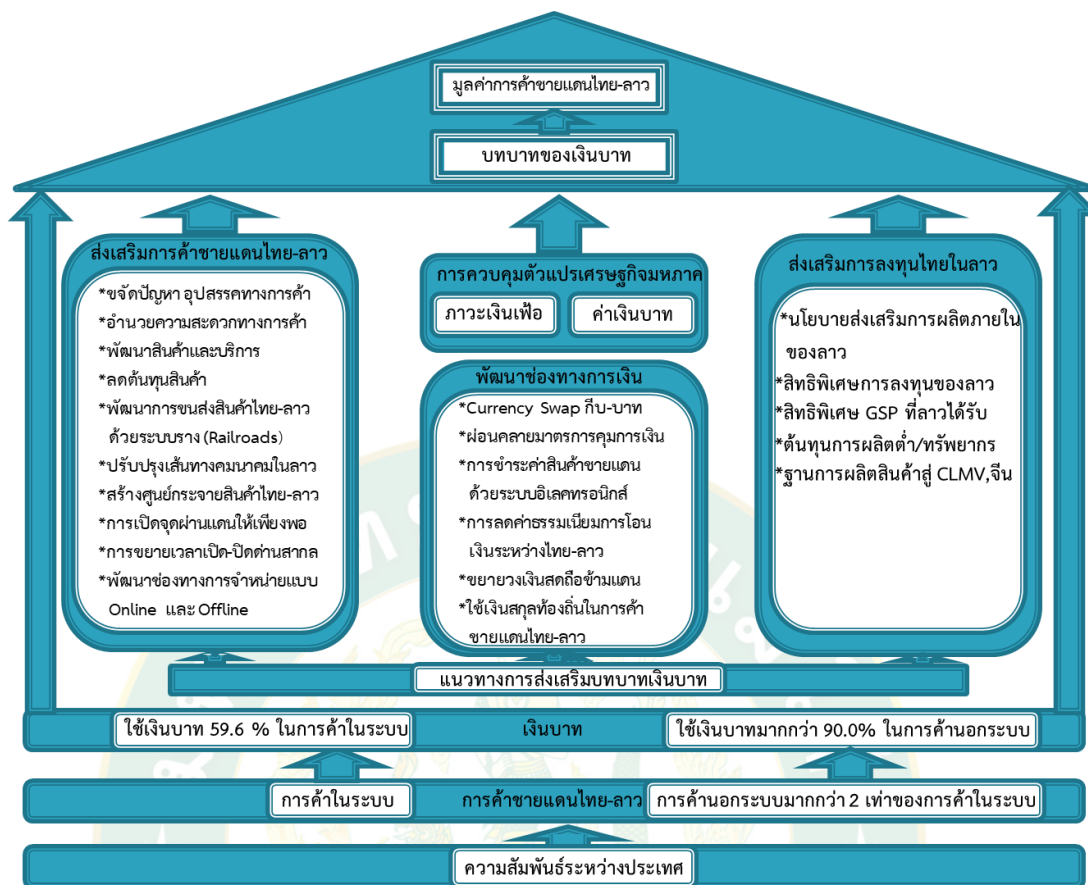 มูลค่าการค้าชายแดนไทย-ลาว
บทบาทของเงินบาท
ส่งเสริมการค้าชายแดนไทย-ลาว
*ขจัดปัญหา อุปสรรคทางการค้า
*อำนวยความสะดวกทางการค้า
*พัฒนาสินค้าและบริการ
*ลดต้นทุนสินค้า
*พัฒนาการขนส่งสินค้าไทย-ลาว
ด้วยระบบราง (Railroads)
*ปรับปรุงเส้นทางคมนาคมในลาว
*สร้างศูนย์กระจายสินค้าไทย-ลาว
*การเปิดจุดผ่านแดนให้เพียงพอ
*การขยายเวลาเปิด-ปิดด่านสากล
*พัฒนาช่องทางการจำหน่ายแบบ
Online และ Offline
การควบคุมตัวแปรเศรษฐกิจมหภาค
ภาวะเงินเฟ้อ
ค่าเงินบาท
พัฒนาช่องทางการเงิน
*Currency Swap กีบ-บาท
*ผ่อนคลายมาตรการคุมการเงิน
*การชำระค่าสินค้าชายแดน
ด้วยระบบอิเลคทรอนิกส์
*การลดค่าธรรมเนียมการโอน
เงินระหว่างไทย-ลาว
*ขยายวงเงินสดถือข้ามแดน
*ใช้เงินสกุลท้องถิ่นในการค้า
ชายแดนไทย-ลาว
ส่งเสริมการลงทุนไทยในลาว
*นโยบายส่งเสริมการผลิตภายใน
ของลาว
*สิทธิพิเศษการลงทุนของลาว
*สิทธิพิเศษ GSP ที่ลาวได้รับ
*ต้นทุนการผลิตต่ำ/ทรัพยากร
*ฐานการผลิตสินค้าสู่ CLMV,จีน
แนวทางการส่งเสริมบทบาทเงินบาท
ใช้เงินบาท 59.6 % ในการค้าในระบบ
เงินบาท
ใช้เงินบาทมากกว่า 90.0% ในการค้านอกระบบ
การค้าในระบบ
การค้าชายแดนไทย-ลาว
การค้านอกระบบมากกว่า 2 เท่าของการค้าในระบบ
ความสัมพันธ์ระหว่างประเทศ